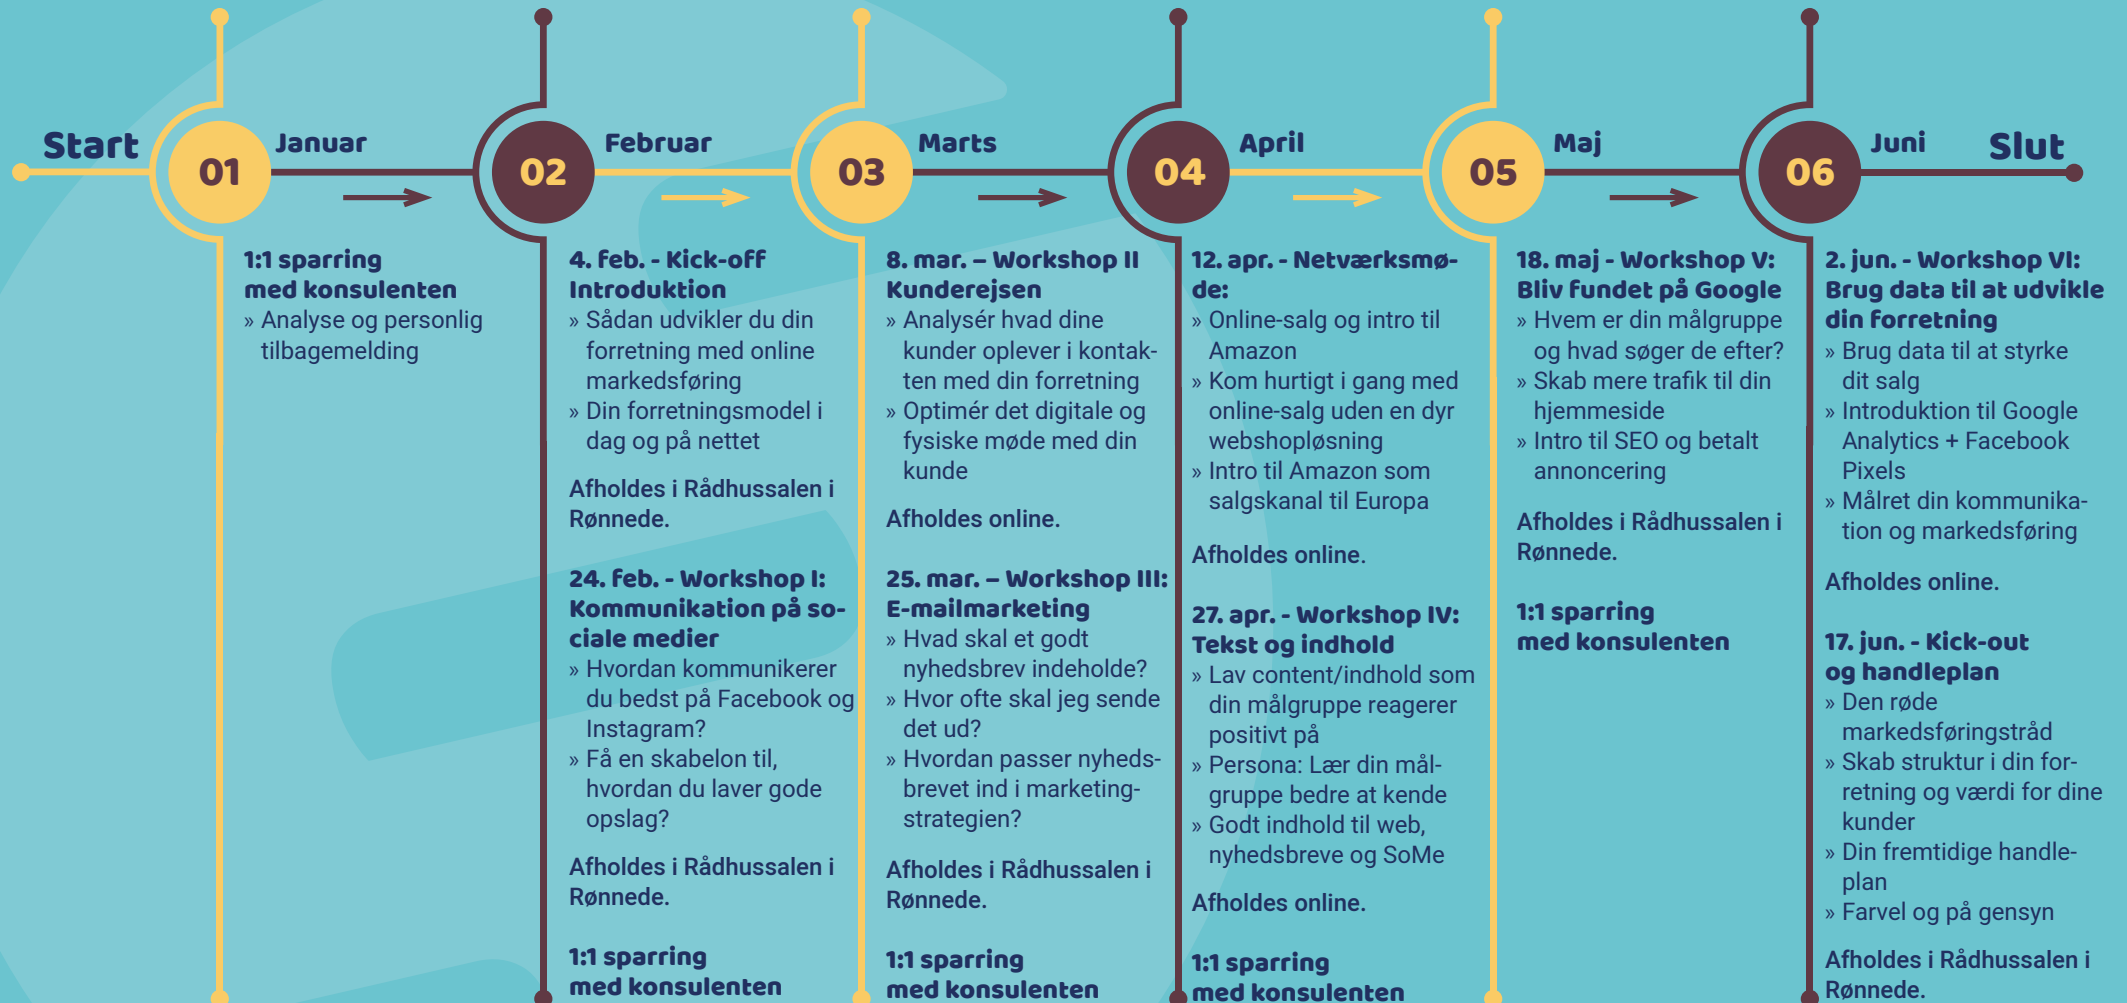 Start
01
Januar
02
Februar
03
Marts
04
April
05
Maj
06
Juni
Slut
1:1 sparring
med konsulenten
» Analyse og personlig
tilbagemelding
4. feb. - Kick-off
Introduktion
» Sådan udvikler du din
forretning med online
markedsføring
» Din forretningsmodel i
dag og på nettet
Afholdes i Rådhussalen i
Rønnede.
24. feb. - Workshop I:
Kommunikation på so-
ciale medier
» Hvordan kommunikerer
du bedst på Facebook og
Instagram?
» Få en skabelon til,
hvordan du laver gode
opslag?
Afholdes i Rådhussalen i
Rønnede.
1:1 sparring
med konsulenten
8. mar. – Workshop II
Kunderejsen
» Analysér hvad dine
kunder oplever i kontak-
ten med din forretning
» Optimér det digitale og
fysiske møde med din
kunde
Afholdes online.
25. mar. – Workshop III:
E-mailmarketing
» Hvad skal et godt
nyhedsbrev indeholde?
» Hvor ofte skal jeg sende
det ud?
» Hvordan passer nyheds-
brevet ind i marketing-
strategien?
Afholdes i Rådhussalen i
Rønnede.
1:1 sparring
med konsulenten
12. apr. - Netværksmø-
de:
» Online-salg og intro til
Amazon
» Kom hurtigt i gang med
online-salg uden en dyr
webshopløsning
» Intro til Amazon som
salgskanal til Europa
Afholdes online.
27. apr. - Workshop IV:
Tekst og indhold
» Lav content/indhold som
din målgruppe reagerer
positivt på
» Persona: Lær din mål-
gruppe bedre at kende
» Godt indhold til web,
nyhedsbreve og SoMe
Afholdes online.
1:1 sparring
med konsulenten
18. maj - Workshop V:
Bliv fundet på Google
» Hvem er din målgruppe
og hvad søger de efter?
» Skab mere trafik til din
hjemmeside
» Intro til SEO og betalt
annoncering
Afholdes i Rådhussalen i
Rønnede.
1:1 sparring
med konsulenten
2. jun. - Workshop VI:
Brug data til at udvikle
din forretning
» Brug data til at styrke
dit salg
» Introduktion til Google
Analytics + Facebook
Pixels
» Målret din kommunika-
tion og markedsføring
Afholdes online.
17. jun. - Kick-out
og handleplan
» Den røde
markedsføringstråd
» Skab struktur i din for-
retning og værdi for dine
kunder
» Din fremtidige handle-
plan
» Farvel og på gensyn
Afholdes i Rådhussalen i
Rønnede.